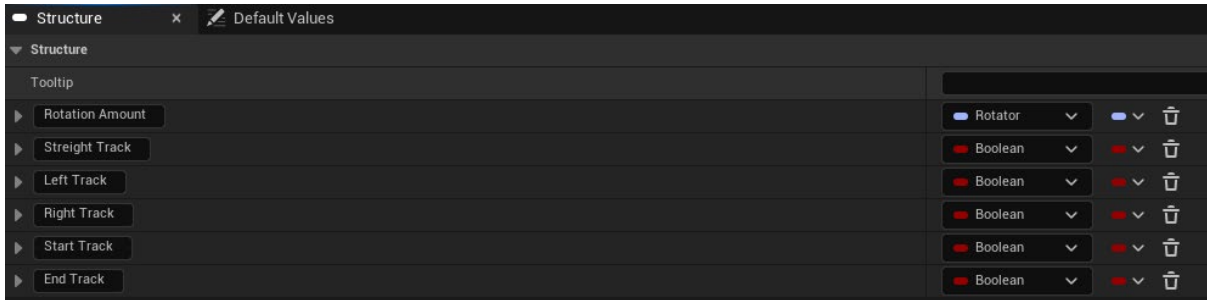 Structure × Default Values
Structure
Tooltip
Rotation Amount Rotator
Streight Track Boolean
Left Track Boolean
Right Track Boolean
Start Track Boolean
End Track Boolean